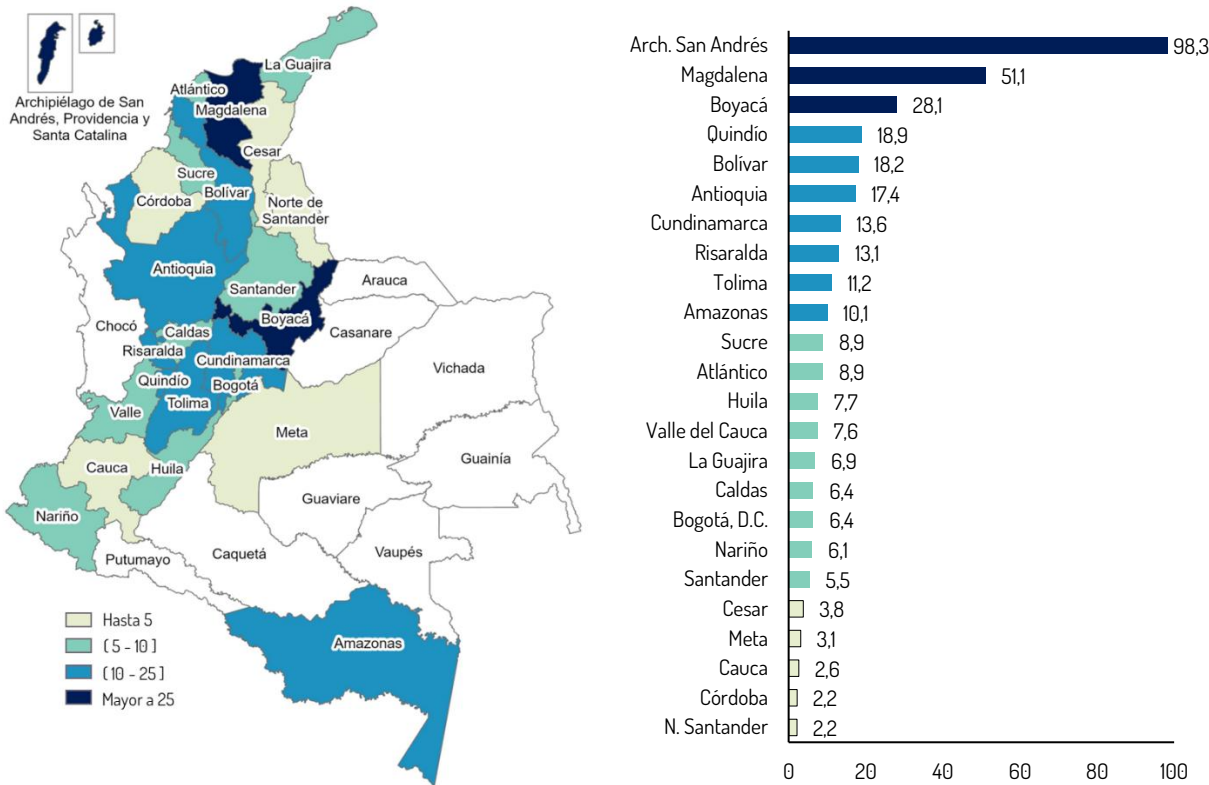 Archipiélago de San
Andrés, Providencia y
Santa Catalina
La Guajira
Atlántico
Magdalena
Cesar
Sucre
Bolívar
Córdoba
Norte de
Santander
Antioquia
Santander
Arauca
Boyacá
Chocó
Caldas
Casanare
Risaralda
Cundinamarca
Vichada
Quindío
Bogotá
Valle
Tolima
Meta
Cauca
Huila
Guainía
Guaviare
Nariño
Caquetá
Vaupés
Putumayo
Amazonas
Hasta 5
( 5 - 10 ]
( 10 - 25 ]
Mayor a 25
Arch. San Andrés 98,3
Magdalena 51,1
Boyacá 28,1
Quindío 18,9
Bolívar 18,2
Antioquia 17,4
Cundinamarca 13,6
Risaralda 13,1
Tolima 11,2
Amazonas 10,1
Sucre 8,9
Atlántico 8,9
Huila 7,7
Valle del Cauca 7,6
La Guajira 6,9
Caldas 6,4
Bogotá, D.C. 6,4
Nariño 6,1
Santander 5,5
Cesar 3,8
Meta 3,1
Cauca 2,6
Córdoba 2,2
N. Santander 2,2
0 20 40 60 80 100